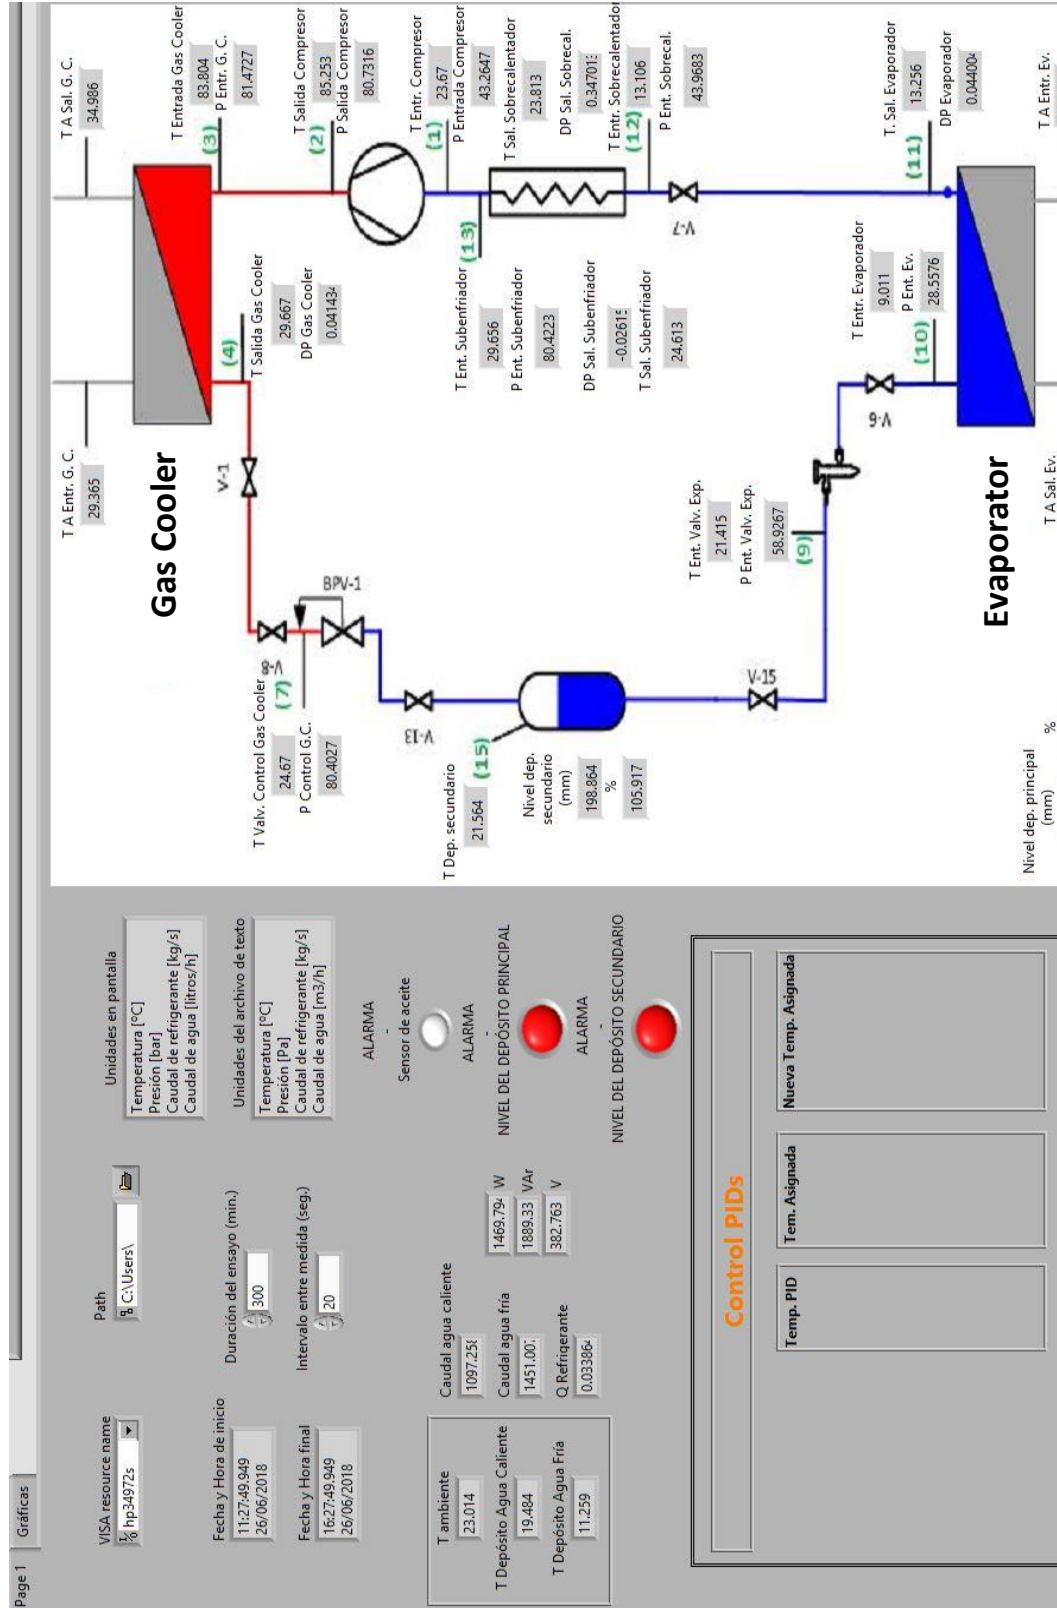 Page 1
Gráficas
VISA resource name
hp34972s
Path
C:\Users\
Fecha y Hora de inicio
11:27:49.949
26/06/2018
Fecha y Hora final
16:27:49.949
26/06/2018
Duración del ensayo (min.)
300
Intervalo entre medida (seg.)
20
Unidades en pantalla
Temperatura [ºC]
Presión [bar]
Caudal de refrigerante [kg/s]
Caudal de agua [litros/h]
Unidades del archivo de texto
Temperatura [ºC]
Presión [Pa]
Caudal de refrigerante [kg/s]
Caudal de agua [m3/h]
T ambiente
23.014
T Depósito Agua Caliente
19.484
T Depósito Agua Fría
11.259
Caudal agua caliente
1097.258
Caudal agua fría
1451.007
Q Refrigerante
0.033864
1469.794 W
1889.33 VAr
382.763 V
ALARMA
-
Sensor de aceite
ALARMA
-
NIVEL DEL DEPÓSITO PRINCIPAL
ALARMA
-
NIVEL DEL DEPÓSITO SECUNDARIO
Control PIDs
Temp. PID
Tem. Asignada
Nueva Temp. Asignada
T A Entr. G. C.
29.365
T A Sal. G. C.
34.986
Gas Cooler
T Entrada Gas Cooler
83.804
P Entr. G. C.
81.4727
(3)
T Salida Compresor
85.253
P Salida Compresor
80.7316
(2)
T Entr. Compresor
23.67
P Entrada Compresor
43.2647
(1)
T Sal. Sobrecalentador
23.813
DP Sal. Sobrecal.
0.347013
T Entr. Sobrecalentador
13.106
P Ent. Sobrecal.
43.9683
(12)
V-7
(13)
T. Sal. Evaporador
13.256
DP Evaporador
0.044004
(11)
(4)
T Salida Gas Cooler
29.667
DP Gas Cooler
0.041434
V-1
T Ent. Subenfriador
29.656
P Ent. Subenfriador
80.4223
DP Sal. Subenfriador
-0.02615
T Sal. Subenfriador
24.613
T Entr. Evaporador
9.011
P Ent. Ev.
28.5576
(10)
V-6
T Ent. Valv. Exp.
21.415
P Ent. Valv. Exp.
58.9267
(9)
BPV-1
V-8
T Valv. Control Gas Cooler
24.67
(7)
P Control G.C.
80.4027
V-13
T Dep. secundario
21.564
(15)
Nivel dep.
secundario
(mm)
198.864
%
105.917
V-15
Evaporator
Nivel dep. principal
(mm)
%
T A Sal. Ev.
T A Entr. Ev.